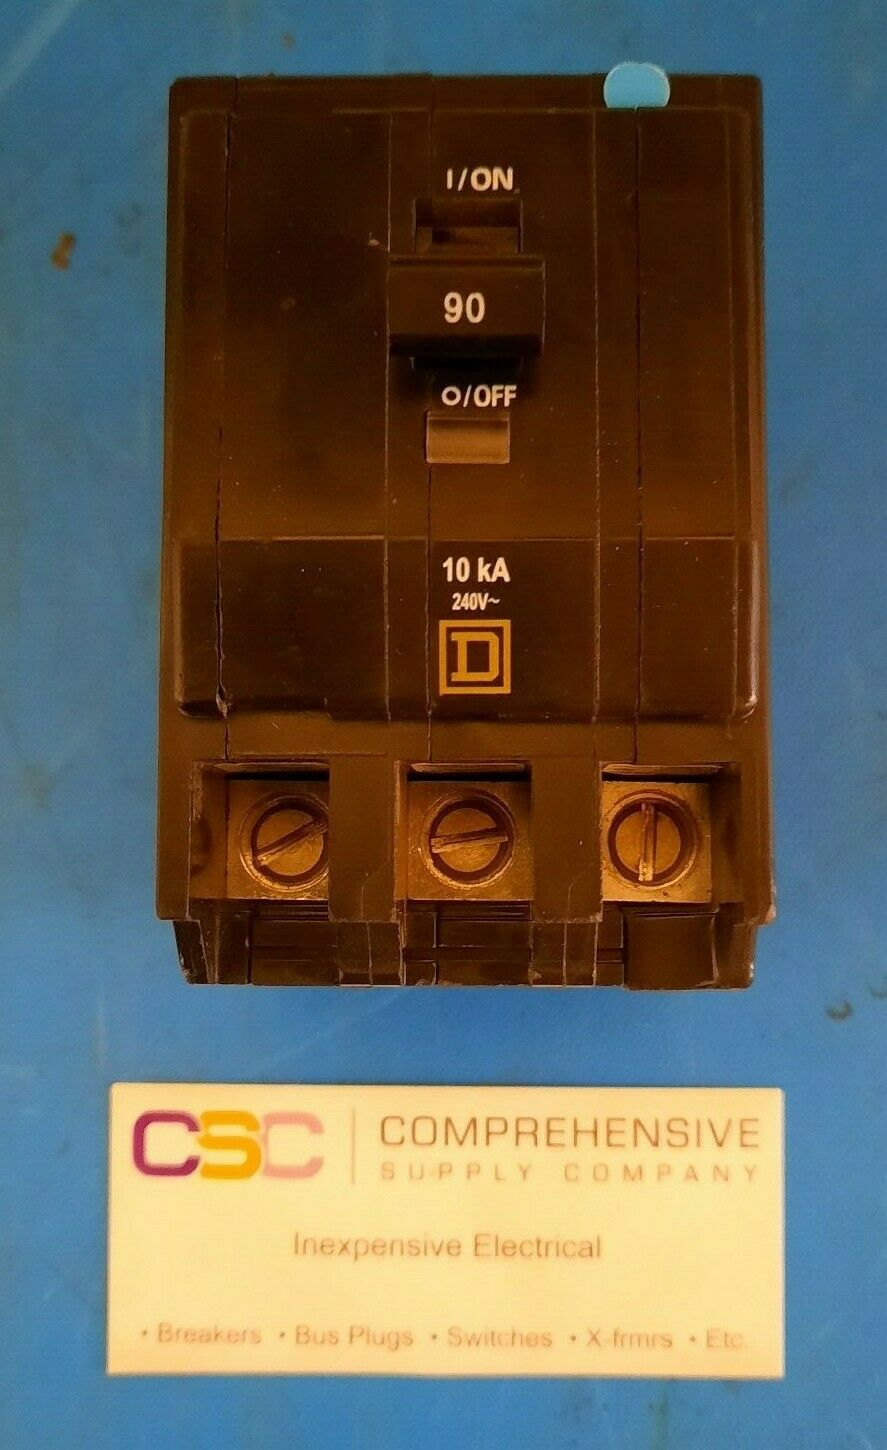 I/ON
90
O/OFF
10 kA
240V~
D
CSC
COMPREHENSIVE
SUPPLY COMPANY
Inexpensive Electrical
• Breakers • Bus Plugs • Switches • X-frmrs • Etc.